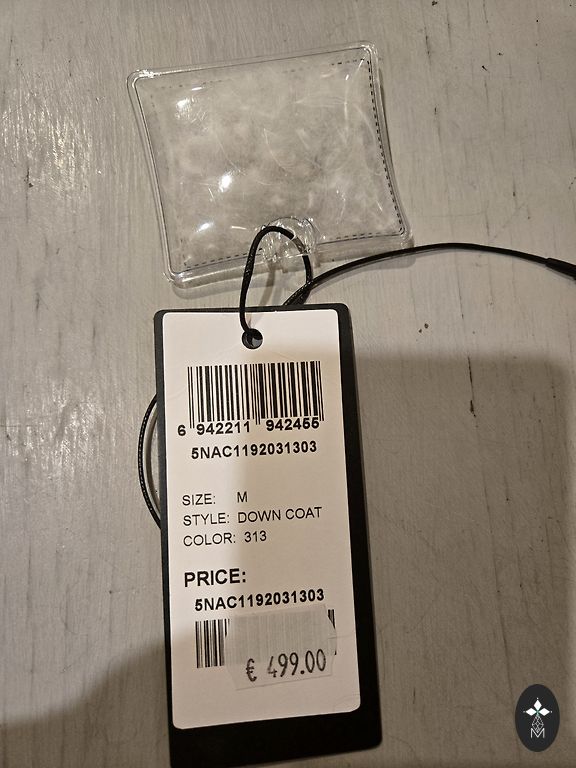 6 942211 942455
5NAC1192031303
SIZE: M
STYLE: DOWN COAT
COLOR: 313
PRICE:
5NAC1192031303
€ 499.00
M